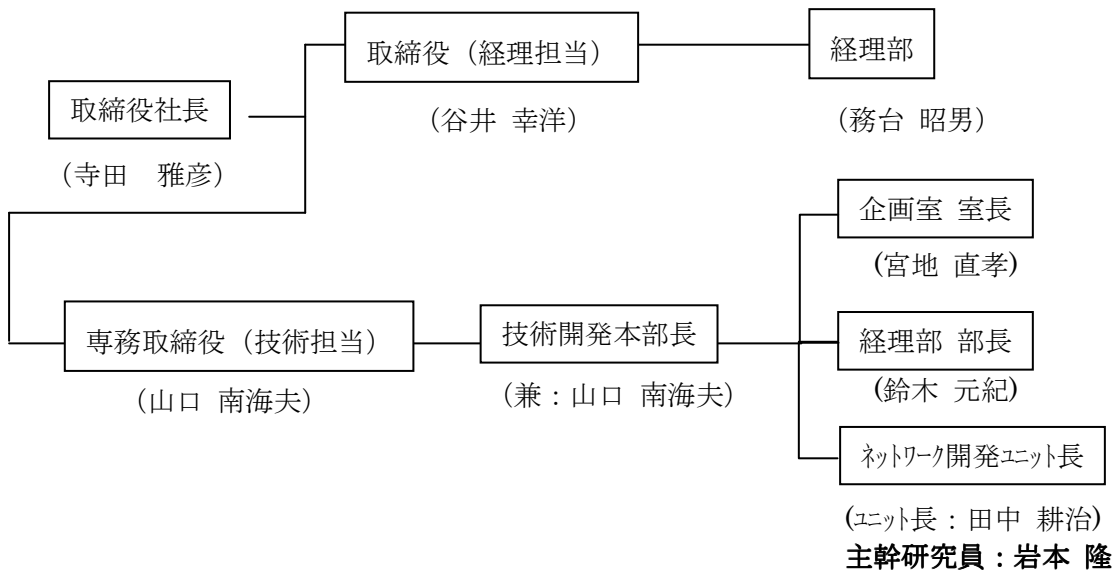 取締役（経理担当）
経理部
取締役社長
（谷井 幸洋）
（務台 昭男）
（寺田　雅彦）
企画室 室長
(宮地 直孝)
専務取締役（技術担当）
技術開発本部長
経理部 部長
（山口 南海夫）
（兼：山口 南海夫）
(鈴木 元紀)
ﾈｯﾄﾜｰｸ開発ﾕﾆｯﾄ長
(ﾕﾆｯﾄ長：田中 耕治)
主幹研究員：岩本 隆